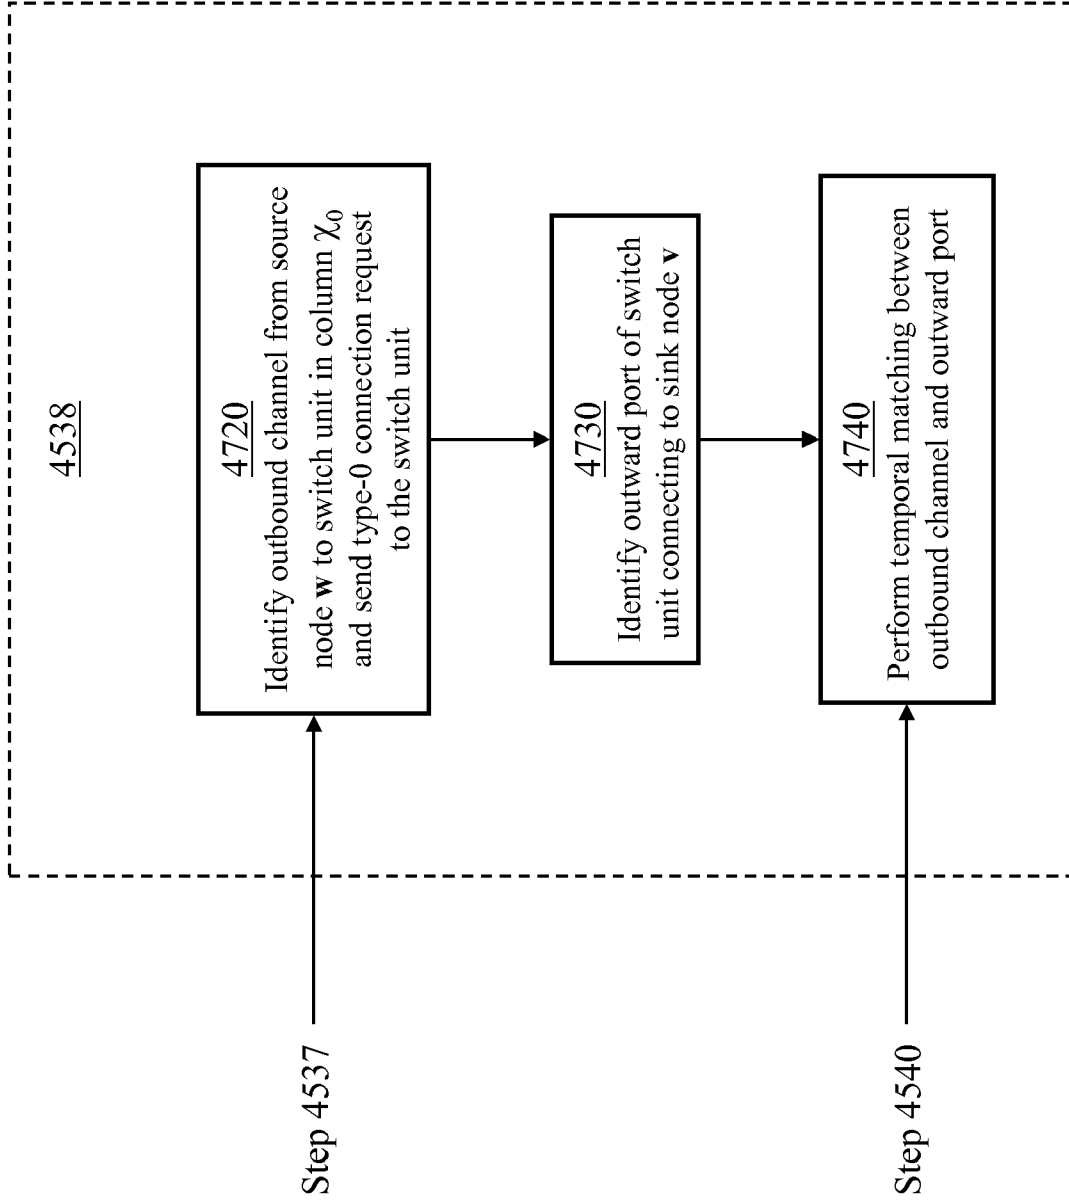 4538
4720
Identify outbound channel from source
node w to switch unit in column χ0
and send type-0 connection request
to the switch unit
4730
Identify outward port of switch
unit connecting to sink node v
4740
Perform temporal matching between
outbound channel and outward port
Step 4537
Step 4540